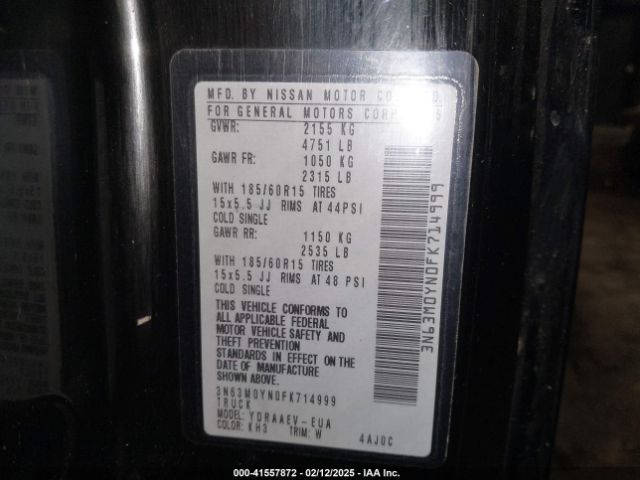 MFD. BY NISSAN MOTOR CO. LTD.
FOR GENERAL MOTORS CORP
GVWR: 2155 KG
4751 LB
GAWR FR: 1050 KG
2315 LB
WITH 185/60R15 TIRES
15x5.5 JJ RIMS AT 44PSI
COLD SINGLE
GAWR RR: 1150 KG
2535 LB
WITH 185/60R15 TIRES
15x5.5 JJ RIMS AT 48 PSI
COLD SINGLE
THIS VEHICLE CONFORMS TO
ALL APPLICABLE FEDERAL
MOTOR VEHICLE SAFETY AND
THEFT PREVENTION
STANDARDS IN EFFECT ON THE
DATE OF MANUFACTURE
SHOWN ABOVE.
3N63M0YN0FK714999
TRUCK
MODEL: Y0RAAEV-EUA
COLOR: KH3 TRIM: W 4AJ0C
3N63M0YN0FK714999
000-41557872 - 02/12/2025 - IAA Inc.